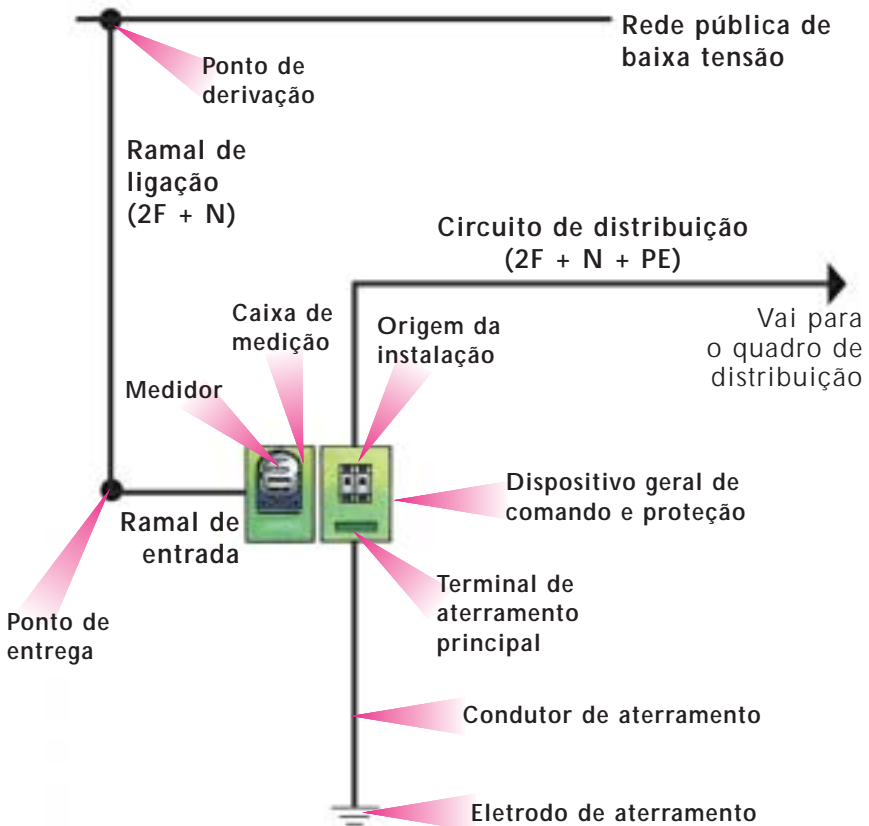 Rede pública de
baixa tensão
Ponto de
derivação
Ramal de
ligação
(2F + N)
Circuito de distribuição
(2F + N + PE)
Vai para
o quadro de
distribuição
Caixa de
medição
Origem da
instalação
Medidor
Dispositivo geral de
comando e proteção
Ramal de
entrada
Terminal de
aterramento
principal
Ponto de
entrega
Condutor de aterramento
Eletrodo de aterramento